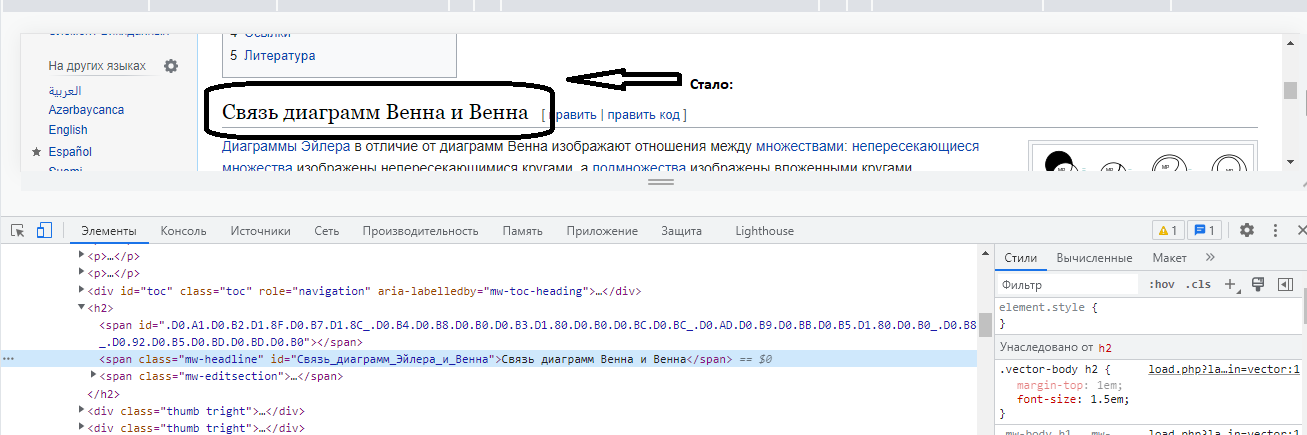 4 Ссылки
5 Литература
На других языках
العربية
Azərbaycanca
English
Español
Suomi
Стало:
Связь диаграмм Венна и Венна [ править | править код ]
Диаграммы Эйлера в отличие от диаграмм Венна изображают отношения между множествами: непересекающиеся
множества изображены непересекающимися кругами, а подмножества изображены вложенными кругами.
Элементы Консоль Источники Сеть Производительность Память Приложение Защита Lighthouse 1 1
<p>…</p>
<p>…</p>
<div id="toc" class="toc" role="navigation" aria-labelledby="mw-toc-heading">…</div>
<h2>
<span id=".D0.A1.D0.B2.D1.8F.D0.B7.D1.8C_.D0.B4.D0.B8.D0.B0.D0.B3.D1.80.D0.B0.D0.BC.D0.BC_.D0.AD.D0.B9.D0.BB.D0.B5.D1.80.D0.B0_.D0.B8
_.D0.92.D0.B5.D0.BD.D0.BD.D0.B0"></span>
<span class="mw-headline" id="Связь_диаграмм_Эйлера_и_Венна">Связь диаграмм Венна и Венна</span> == $0
<span class="mw-editsection">…</span>
</h2>
<div class="thumb tright">…</div>
<div class="thumb tright">…</div>
Стили Вычисленные Макет
Фильтр :hov .cls
element.style {
}
Унаследовано от h2
.vector-body h2 { load.php?la…in=vector:1
margin-top: 1em;
font-size: 1.5em;
}